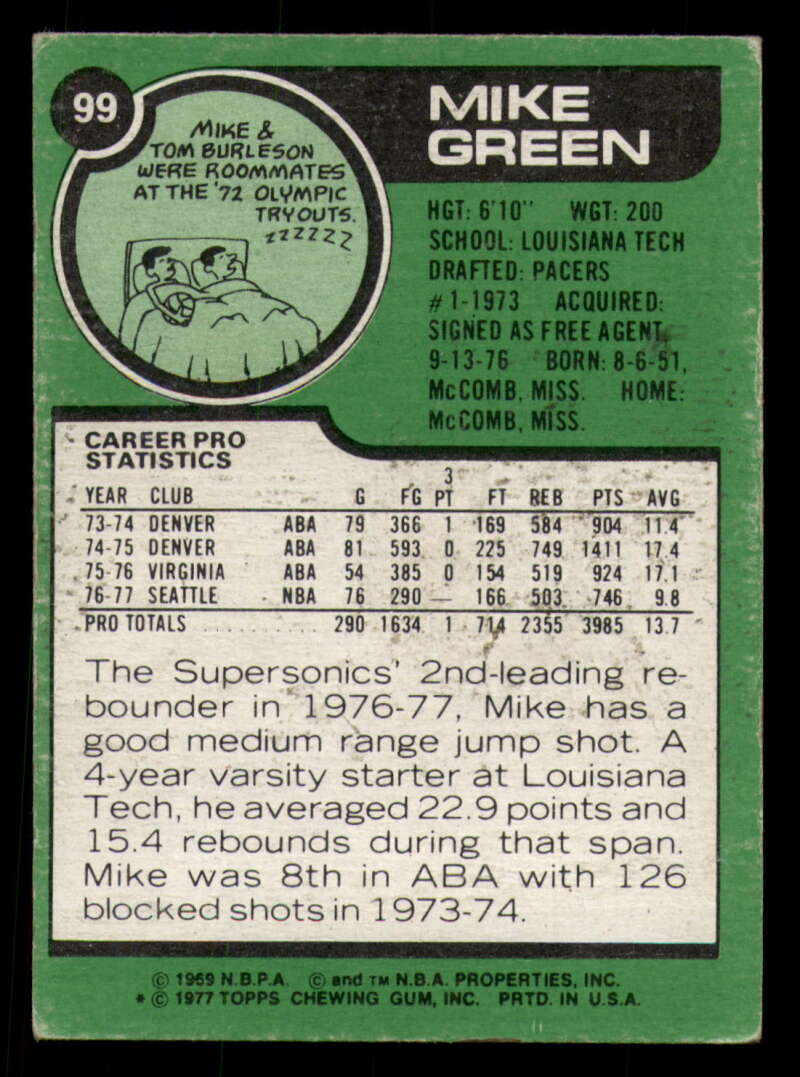 99
MIKE &
TOM BURLESON
WERE ROOMMATES
AT THE '72 OLYMPIC
TRYOUTS.
ZZZZZZ
MIKE
GREEN
HGT: 6'10" WGT: 200
SCHOOL: LOUISIANA TECH
DRAFTED: PACERS
#1-1973 ACQUIRED:
SIGNED AS FREE AGENT,
9-13-76 BORN: 8-6-51,
McCOMB, MISS. HOME:
McCOMB, MISS.
CAREER PRO
STATISTICS
YEAR CLUB G FG 3 PT FT REB PTS AVG
73-74 DENVER ABA 79 366 1 169 584 904 11.4
74-75 DENVER ABA 81 593 0 225 749 1411 17.4
75-76 VIRGINIA ABA 54 385 0 154 519 924 17.1
76-77 SEATTLE NBA 76 290 — 166 503 746 9.8
PRO TOTALS .......... 290 1634 1 714 2355 3985 13.7
The Supersonics' 2nd-leading re-
bounder in 1976-77, Mike has a
good medium range jump shot. A
4-year varsity starter at Louisiana
Tech, he averaged 22.9 points and
15.4 rebounds during that span.
Mike was 8th in ABA with 126
blocked shots in 1973-74.
© 1969 N.B.P.A. © and TM N.B.A. PROPERTIES, INC.
* © 1977 TOPPS CHEWING GUM, INC. PRTD. IN U.S.A.